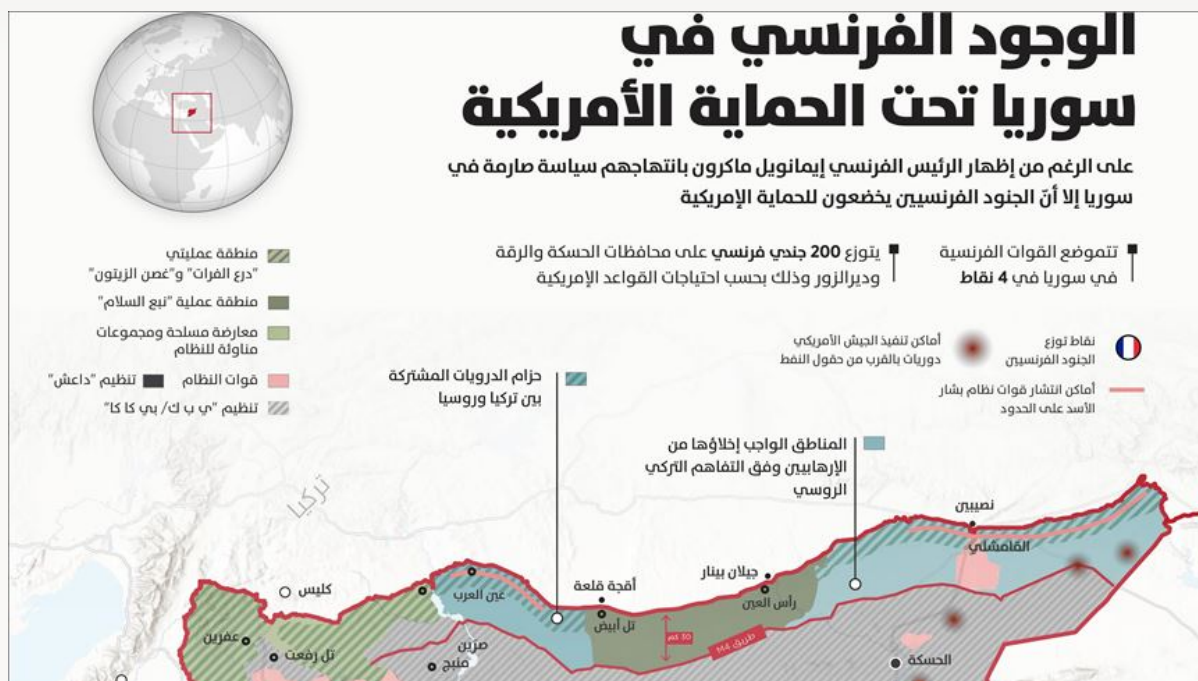 الوجود الفرنسي في
سوريا تحت الحماية الأمريكية
على الرغم من إظهار الرئيس الفرنسي إيمانويل ماكرون بانتهاجهم سياسة صارمة في
سوريا إلا أنّ الجنود الفرنسيين يخضعون للحماية الإمريكية
تتموضع القوات الفرنسية
في سوريا في 4 نقاط
يتوزع 200 جندي فرنسي على محافظات الحسكة والرقة
وديرالزور وذلك بحسب احتياجات القواعد الإمريكية
نقاط توزع
الجنود الفرنسيين
أماكن تنفيذ الجيش الأمريكي
دوريات بالقرب من حقول النفط
أماكن انتشار قوات نظام بشار
الأسد على الحدود
منطقة عمليتي
"درع الفرات" و"غصن الزيتون"
منطقة عملية "نبع السلام"
معارضة مسلحة ومجموعات
مناوئة للنظام
قوات النظام
تنظيم "داعش"
تنظيم "ي ب ك/ بي كا كا"
حزام الدرويات المشتركة
بين تركيا وروسيا
المناطق الواجب إخلاؤها من
الإرهابيين وفق التفاهم التركي
الروسي
تركيا
نصيبين
القامشلي
جيلان بينار
رأس العين
أقجة قلعة
تل أبيض
عين العرب
كليس
عفرين
تل رفعت
صرين
منبج
30 كم
طريق M4
الحسكة